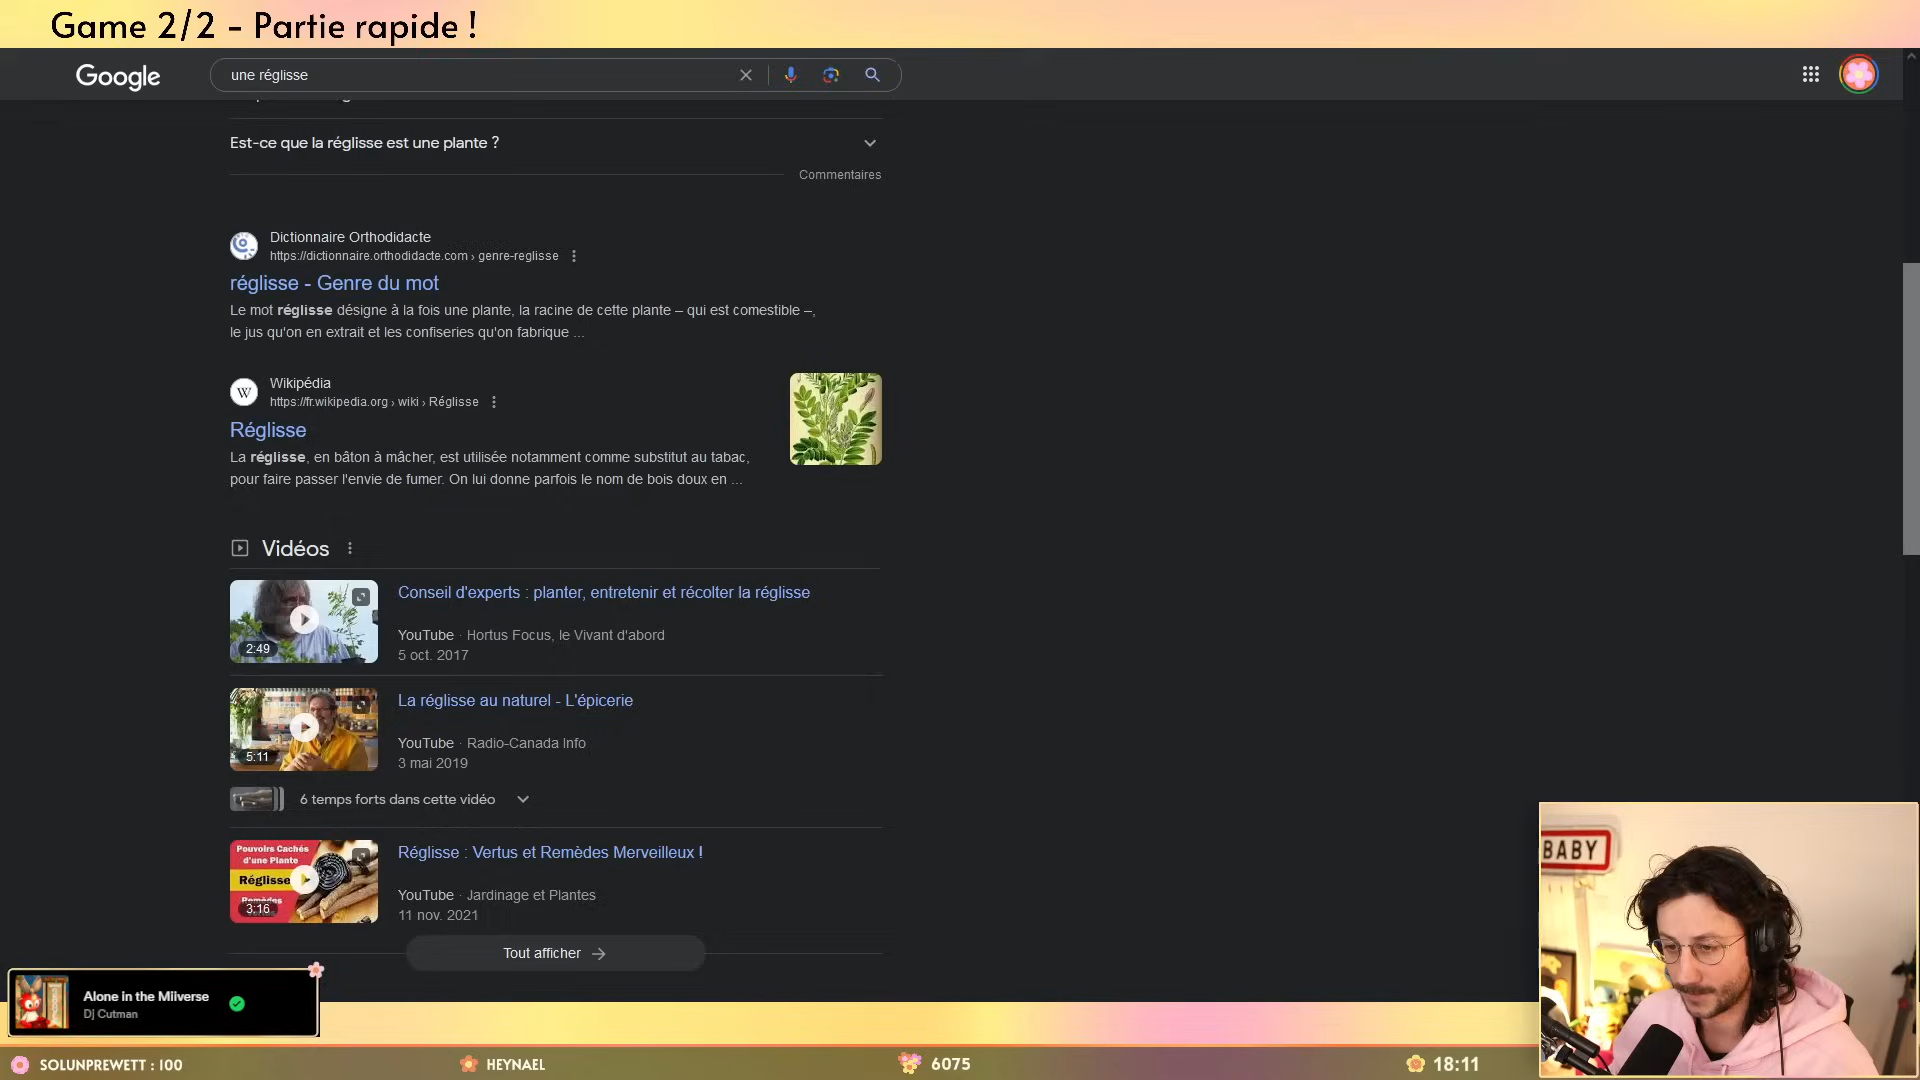 Game 2/2 - Partie rapide !
Google
une réglisse
Est-ce que la réglisse est une plante ?
Commentaires
Dictionnaire Orthodidacte
https://dictionnaire.orthodidacte.com › genre-reglisse
réglisse - Genre du mot
Le mot réglisse désigne à la fois une plante, la racine de cette plante – qui est comestible –,
le jus qu'on en extrait et les confiseries qu'on fabrique ...
W
Wikipédia
https://fr.wikipedia.org › wiki › Réglisse
Réglisse
La réglisse, en bâton à mâcher, est utilisée notamment comme substitut au tabac,
pour faire passer l'envie de fumer. On lui donne parfois le nom de bois doux en ...
Vidéos
2:49
Conseil d'experts : planter, entretenir et récolter la réglisse
YouTube · Hortus Focus, le Vivant d'abord
5 oct. 2017
5:11
La réglisse au naturel - L'épicerie
YouTube · Radio-Canada Info
3 mai 2019
6 temps forts dans cette vidéo
Pouvoirs Cachés
d'une Plante
Réglisse
Remèdes
3:16
Réglisse : Vertus et Remèdes Merveilleux !
YouTube · Jardinage et Plantes
11 nov. 2021
Tout afficher
BABY
Alone in the Miiverse
Dj Cutman
SOLUNPREWETT : 100
HEYNAEL
6075
18:11